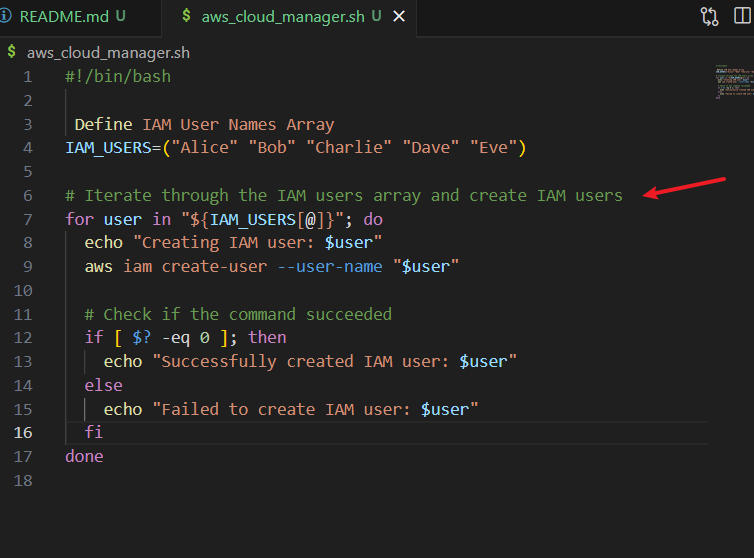 README.md U
$ aws_cloud_manager.sh U
$ aws_cloud_manager.sh
1 #!/bin/bash
2
3  Define IAM User Names Array
4 IAM_USERS=("Alice" "Bob" "Charlie" "Dave" "Eve")
5
6 # Iterate through the IAM users array and create IAM users
7 for user in "${IAM_USERS[@]}"; do
8   echo "Creating IAM user: $user"
9   aws iam create-user --user-name "$user"
10
11   # Check if the command succeeded
12   if [ $? -eq 0 ]; then
13     echo "Successfully created IAM user: $user"
14   else
15     echo "Failed to create IAM user: $user"
16   fi
17 done
18